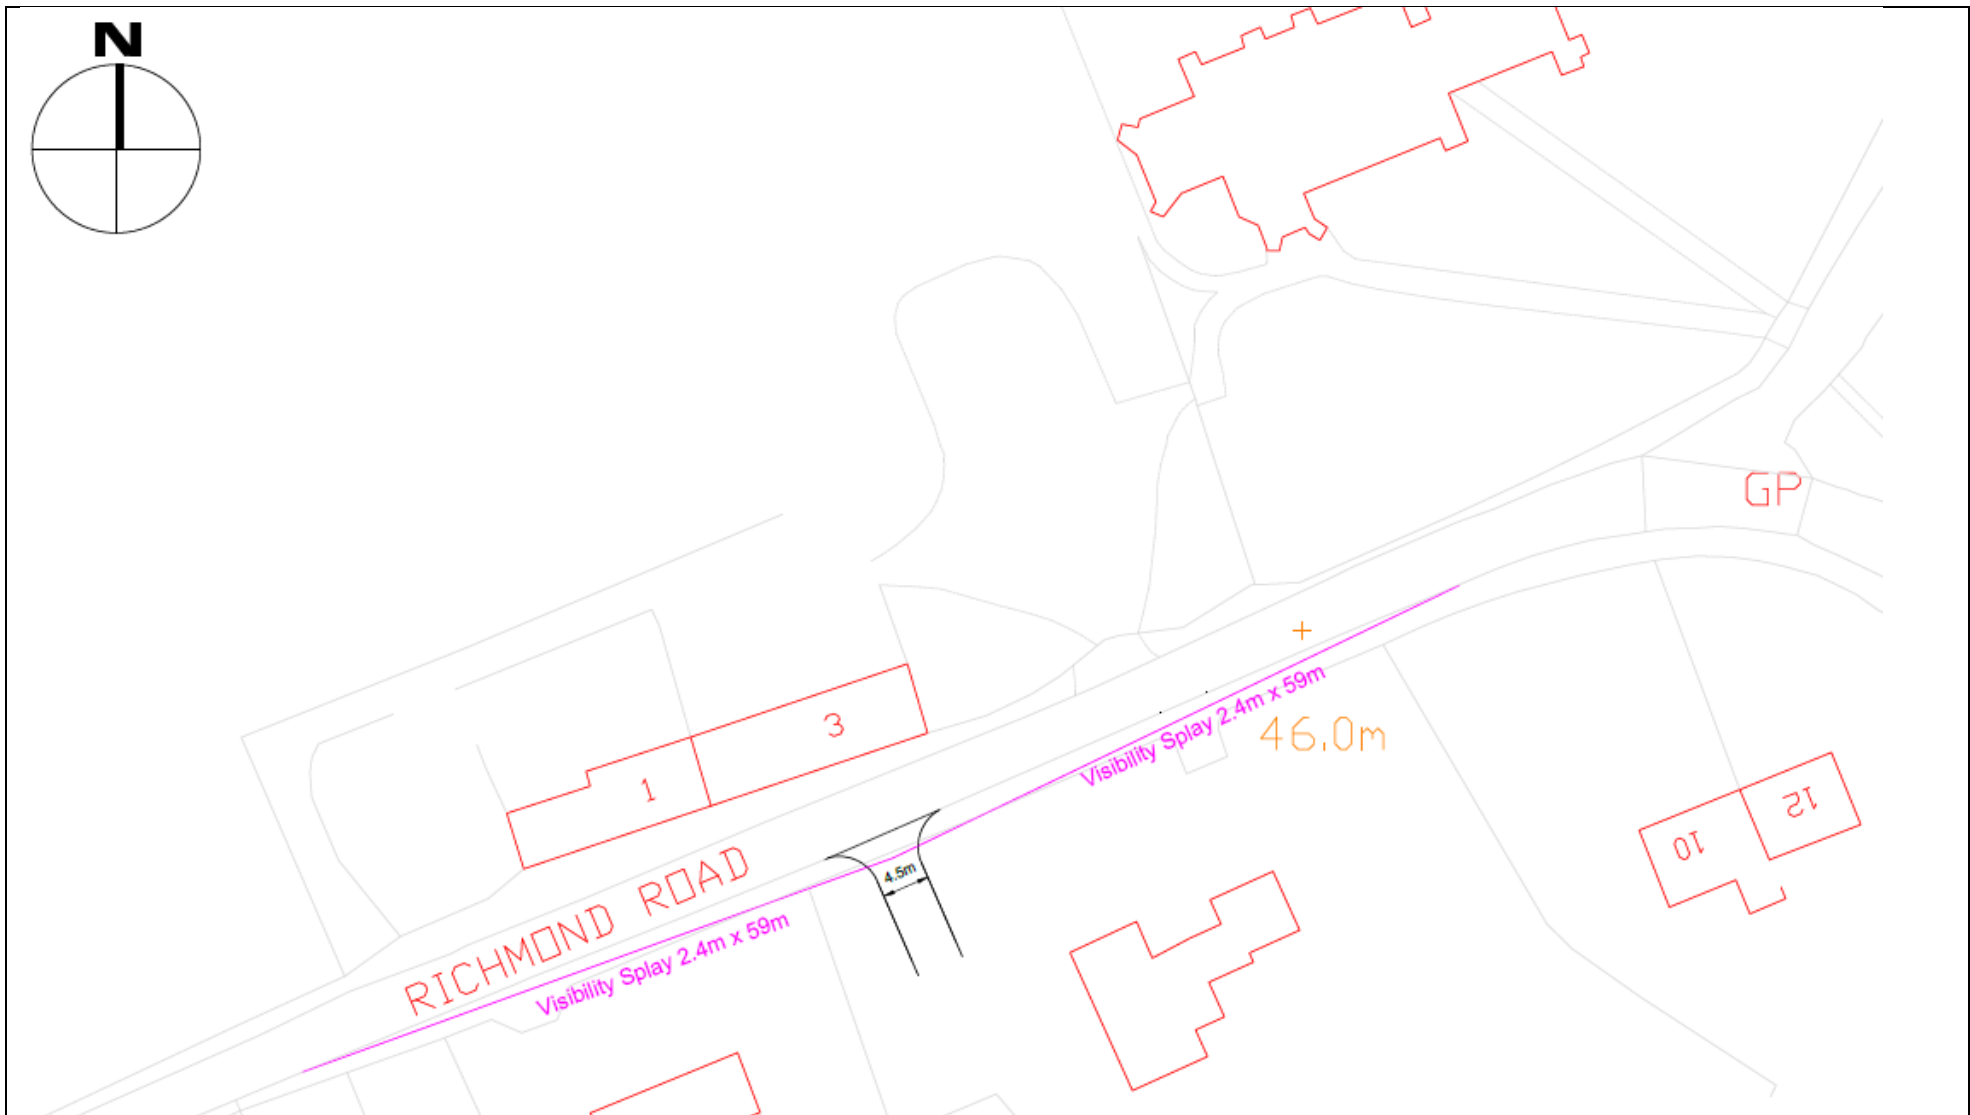 N
GP
Visibility Splay 2.4m x 59m
46.0m
3
1
12
10
4.5m
RICHMOND ROAD
Visibility Splay 2.4m x 59m